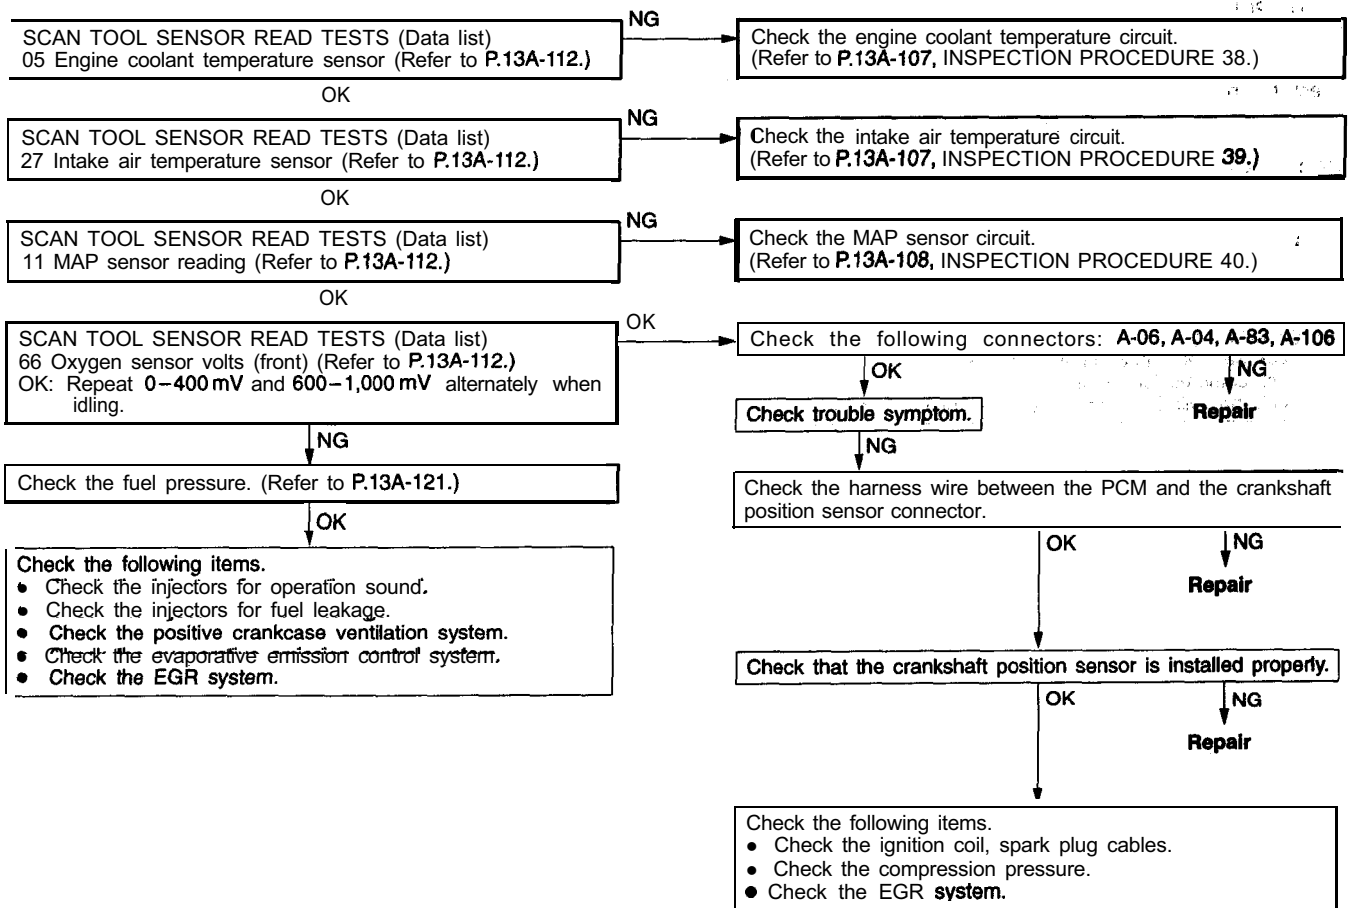 SCAN TOOL SENSOR READ TESTS (Data list)
05 Engine coolant temperature sensor (Refer to P.13A-112.)
NG
Check the engine coolant temperature circuit.
(Refer to P.13A-107, INSPECTION PROCEDURE 38.)
OK
SCAN TOOL SENSOR READ TESTS (Data list)
27 Intake air temperature sensor (Refer to P.13A-112.)
NG
Check the intake air temperature circuit.
(Refer to P.13A-107, INSPECTION PROCEDURE 39.)
OK
SCAN TOOL SENSOR READ TESTS (Data list)
11 MAP sensor reading (Refer to P.13A-112.)
NG
Check the MAP sensor circuit.
(Refer to P.13A-108, INSPECTION PROCEDURE 40.)
OK
SCAN TOOL SENSOR READ TESTS (Data list)
66 Oxygen sensor volts (front) (Refer to P.13A-112.)
OK: Repeat 0–400 mV and 600–1,000 mV alternately when
idling.
NG
Check the fuel pressure. (Refer to P.13A-121.)
OK
Check the following items.
● Check the injectors for operation sound.
● Check the injectors for fuel leakage.
● Check the positive crankcase ventilation system.
● Check the evaporative emission control system.
● Check the EGR system.
OK
Check the following connectors: A-06, A-04, A-83, A-106
OK
NG
Check trouble symptom.
Repair
NG
Check the harness wire between the PCM and the crankshaft
position sensor connector.
OK
NG
Repair
Check that the crankshaft position sensor is installed properly.
OK
NG
Repair
Check the following items.
● Check the ignition coil, spark plug cables.
● Check the compression pressure.
● Check the EGR system.